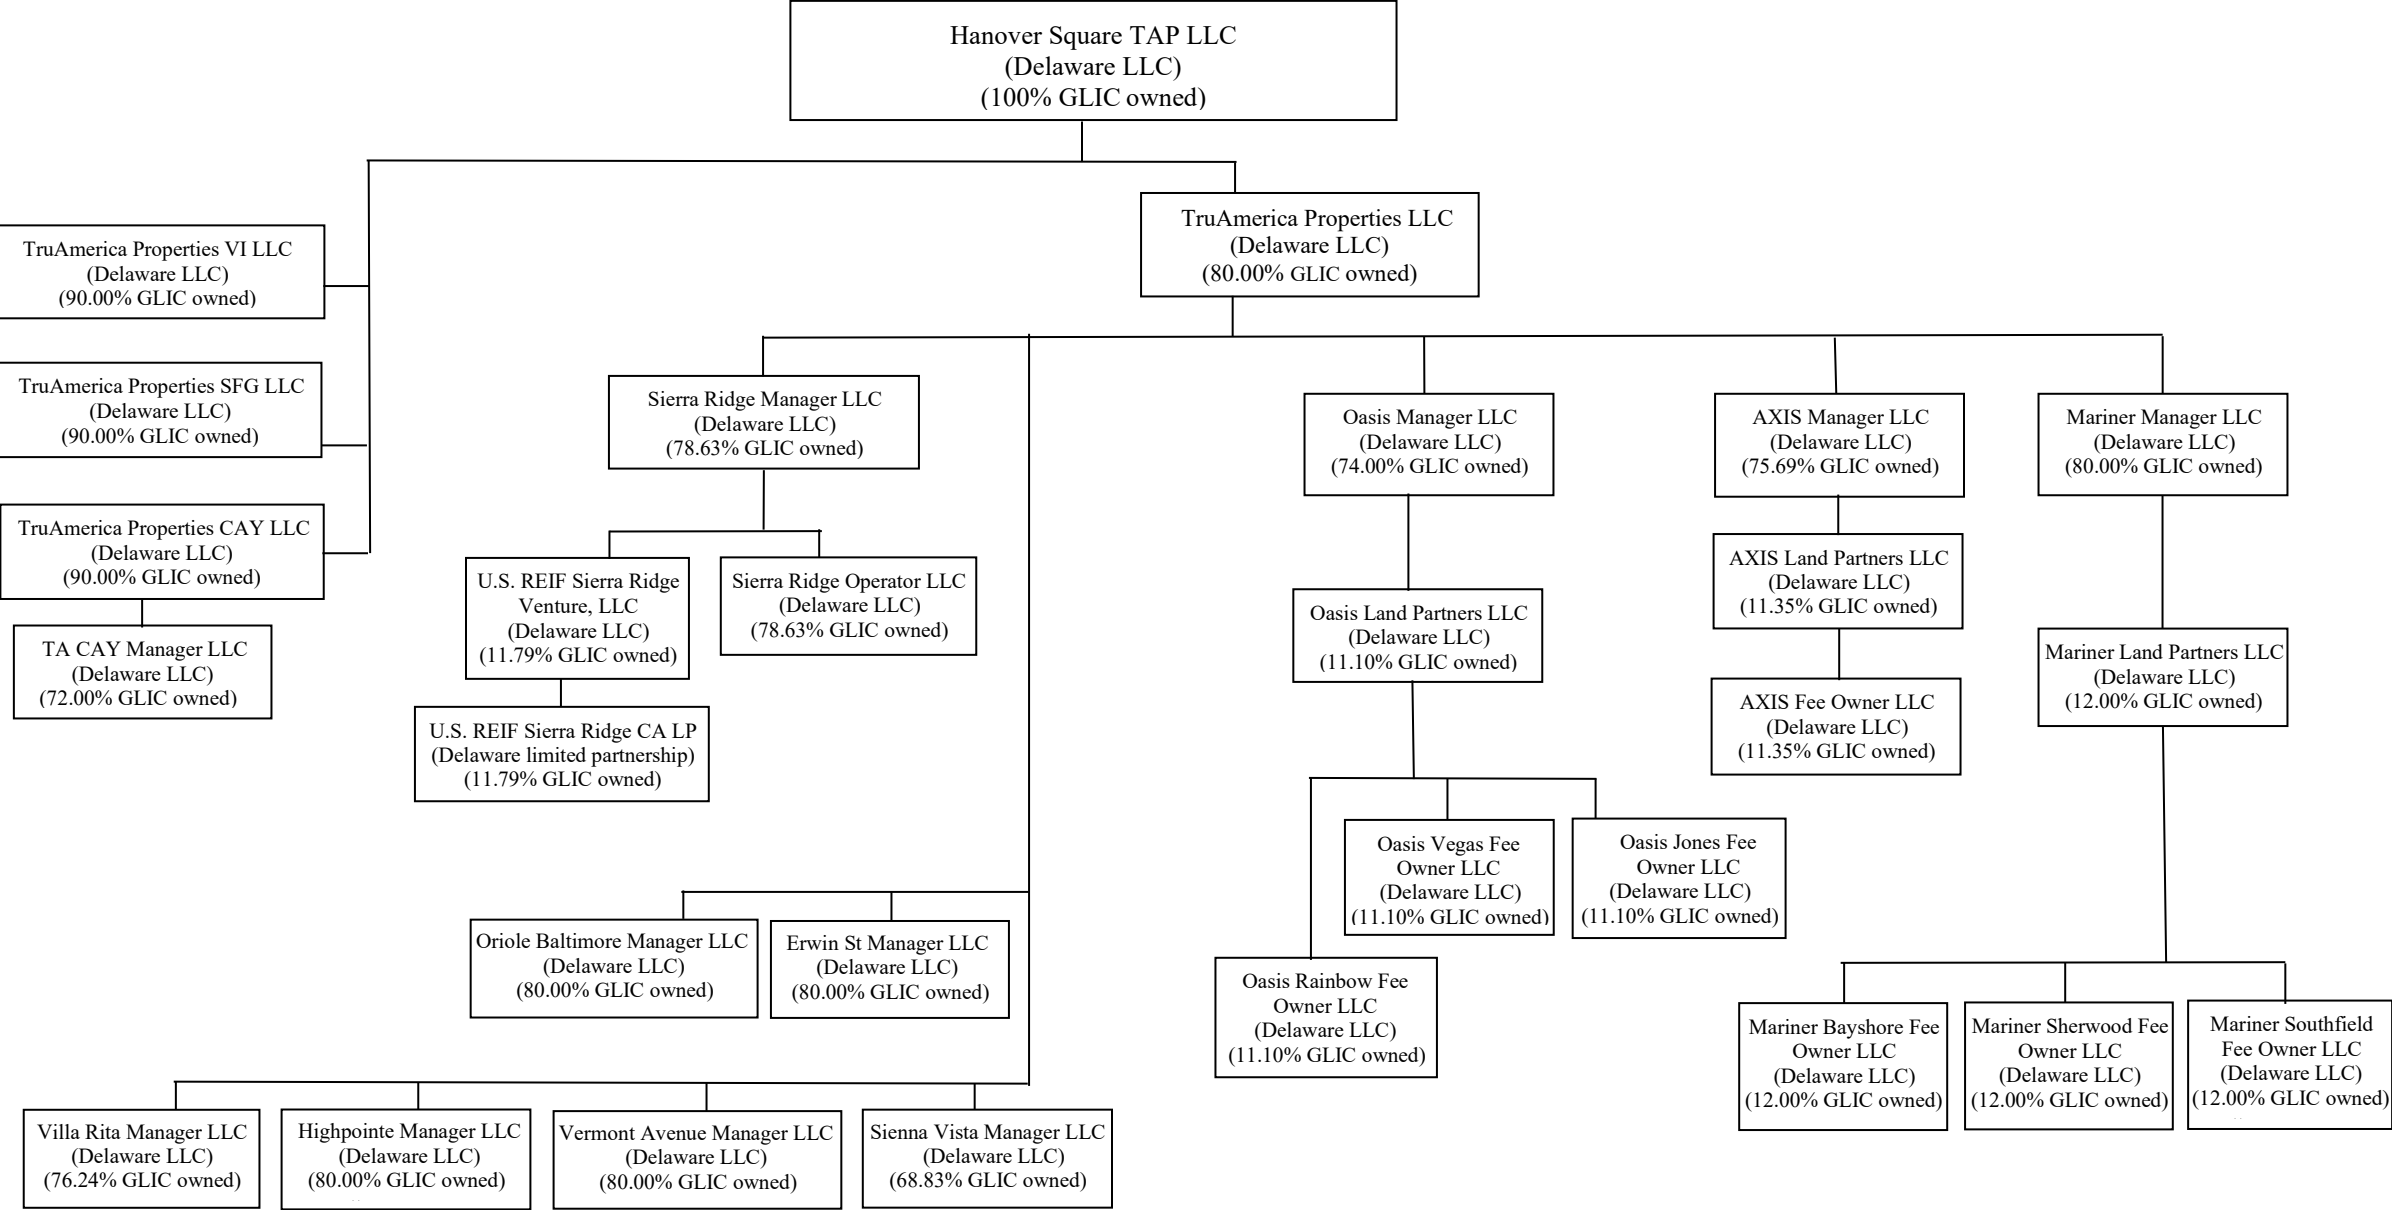 Hanover Square TAP LLC
(Delaware LLC)
(100% GLIC owned)
TruAmerica Properties LLC
(Delaware LLC)
(80.00% GLIC owned)
TruAmerica Properties VI LLC
(Delaware LLC)
(90.00% GLIC owned)
TruAmerica Properties SFG LLC
(Delaware LLC)
(90.00% GLIC owned)
TruAmerica Properties CAY LLC
(Delaware LLC)
(90.00% GLIC owned)
TA CAY Manager LLC
(Delaware LLC)
(72.00% GLIC owned)
Sierra Ridge Manager LLC
(Delaware LLC)
(78.63% GLIC owned)
U.S. REIF Sierra Ridge
Venture, LLC
(Delaware LLC)
(11.79% GLIC owned)
Sierra Ridge Operator LLC
(Delaware LLC)
(78.63% GLIC owned)
U.S. REIF Sierra Ridge CA LP
(Delaware limited partnership)
(11.79% GLIC owned)
Oasis Manager LLC
(Delaware LLC)
(74.00% GLIC owned)
Oasis Land Partners LLC
(Delaware LLC)
(11.10% GLIC owned)
Oasis Vegas Fee
Owner LLC
(Delaware LLC)
(11.10% GLIC owned)
Oasis Jones Fee
Owner LLC
(Delaware LLC)
(11.10% GLIC owned)
Oasis Rainbow Fee
Owner LLC
(Delaware LLC)
(11.10% GLIC owned)
AXIS Manager LLC
(Delaware LLC)
(75.69% GLIC owned)
AXIS Land Partners LLC
(Delaware LLC)
(11.35% GLIC owned)
AXIS Fee Owner LLC
(Delaware LLC)
(11.35% GLIC owned)
Mariner Manager LLC
(Delaware LLC)
(80.00% GLIC owned)
Mariner Land Partners LLC
(Delaware LLC)
(12.00% GLIC owned)
Mariner Bayshore Fee
Owner LLC
(Delaware LLC)
(12.00% GLIC owned)
Mariner Sherwood Fee
Owner LLC
(Delaware LLC)
(12.00% GLIC owned)
Mariner Southfield
Fee Owner LLC
(Delaware LLC)
(12.00% GLIC owned)
Oriole Baltimore Manager LLC
(Delaware LLC)
(80.00% GLIC owned)
Erwin St Manager LLC
(Delaware LLC)
(80.00% GLIC owned)
Villa Rita Manager LLC
(Delaware LLC)
(76.24% GLIC owned)
Highpointe Manager LLC
(Delaware LLC)
(80.00% GLIC owned)
Vermont Avenue Manager LLC
(Delaware LLC)
(80.00% GLIC owned)
Sienna Vista Manager LLC
(Delaware LLC)
(68.83% GLIC owned)